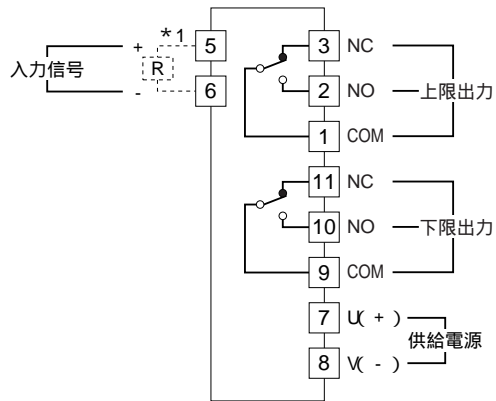 入力信号
+
-
*1
R
5
6
3 NC
2 NO
1 COM
上限出力
11 NC
10 NO
9 COM
下限出力
7 U( + )
8 V( - )
供給電源